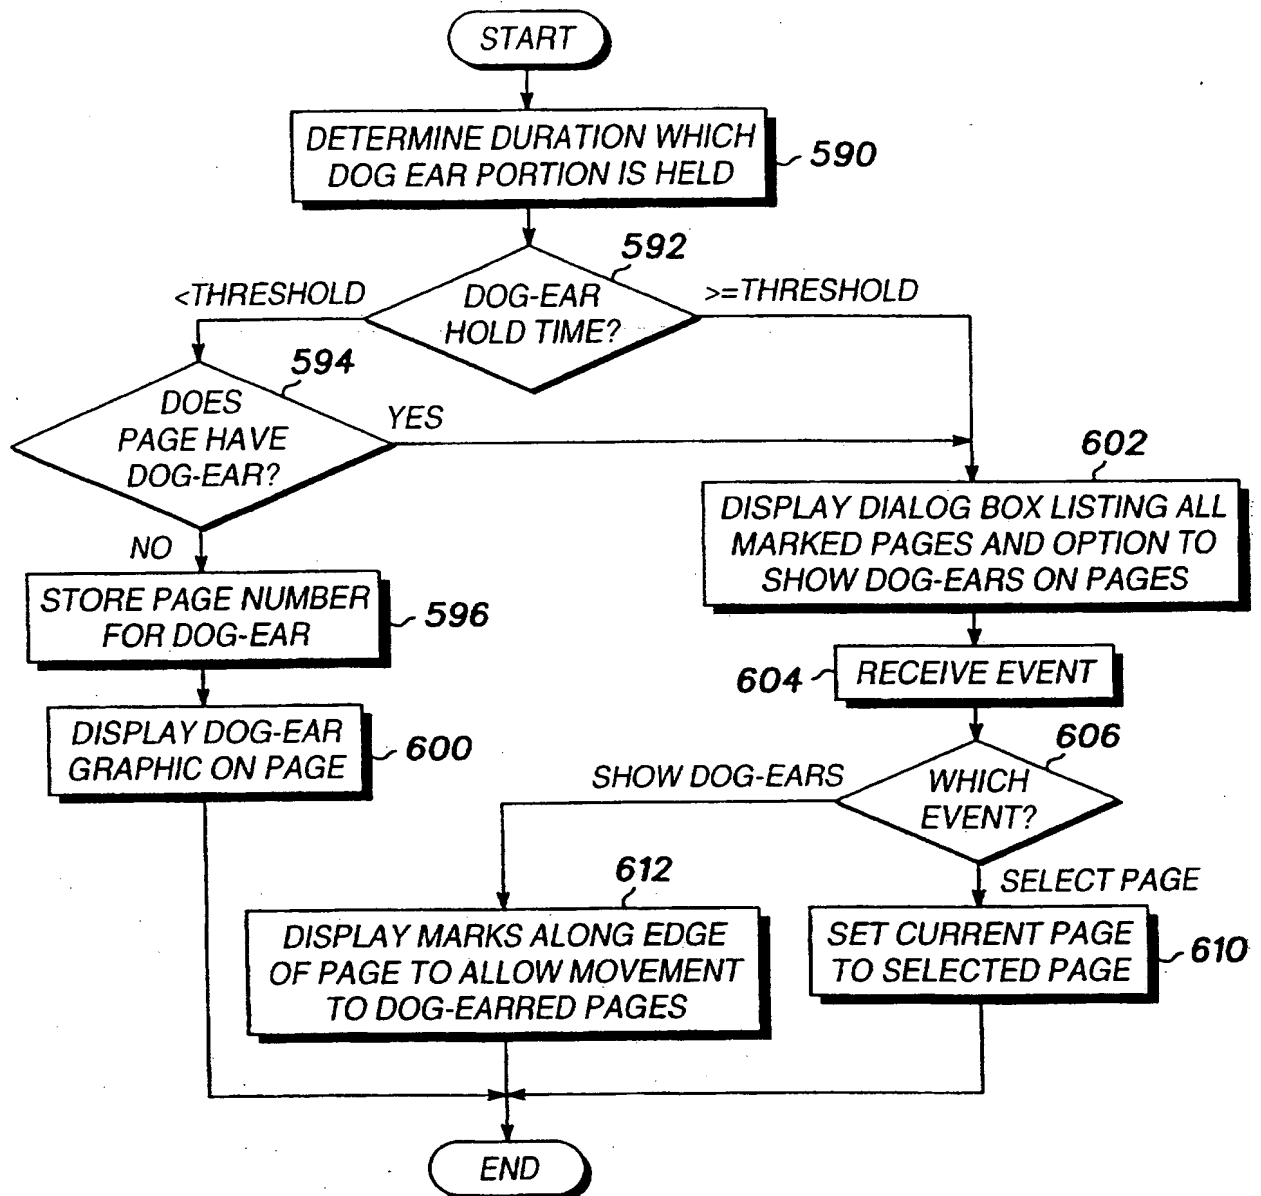 START
DETERMINE DURATION WHICH
DOG EAR PORTION IS HELD
590
592
<THRESHOLD
DOG-EAR
HOLD TIME?
>=THRESHOLD
594
DOES
PAGE HAVE
DOG-EAR?
YES
NO
602
DISPLAY DIALOG BOX LISTING ALL
MARKED PAGES AND OPTION TO
SHOW DOG-EARS ON PAGES
STORE PAGE NUMBER
FOR DOG-EAR
596
604
RECEIVE EVENT
DISPLAY DOG-EAR
GRAPHIC ON PAGE
600
606
SHOW DOG-EARS
WHICH
EVENT?
SELECT PAGE
612
DISPLAY MARKS ALONG EDGE
OF PAGE TO ALLOW MOVEMENT
TO DOG-EARRED PAGES
SET CURRENT PAGE
TO SELECTED PAGE
610
END